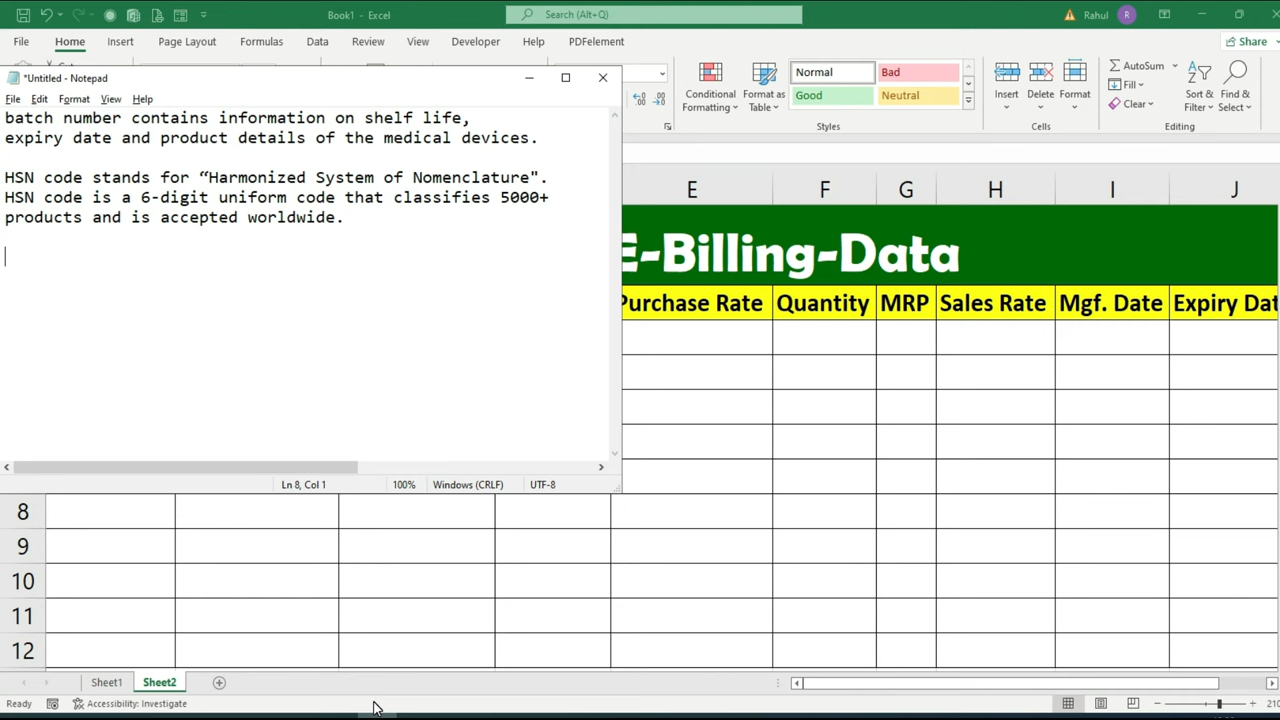 Book1 - Excel
Search (Alt+Q)
Rahul
R
File
Home
Insert
Page Layout
Formulas
Data
Review
View
Developer
Help
PDFelement
Share
*Untitled - Notepad
File
Edit
Format
View
Help
batch number contains information on shelf life,
expiry date and product details of the medical devices.
HSN code stands for “Harmonized System of Nomenclature".
HSN code is a 6-digit uniform code that classifies 5000+
products and is accepted worldwide.
Ln 8, Col 1
100%
Windows (CRLF)
UTF-8
Conditional
Formatting
Format as
Table
Normal
Bad
Good
Neutral
Styles
Insert
Delete
Format
Cells
AutoSum
Fill
Clear
Sort &
Filter
Find &
Select
Editing
E
F
G
H
I
J
E-Billing-Data
Purchase Rate
Quantity
MRP
Sales Rate
Mgf. Date
Expiry Dat
8
9
10
11
12
Sheet1
Sheet2
Ready
Accessibility: Investigate
210